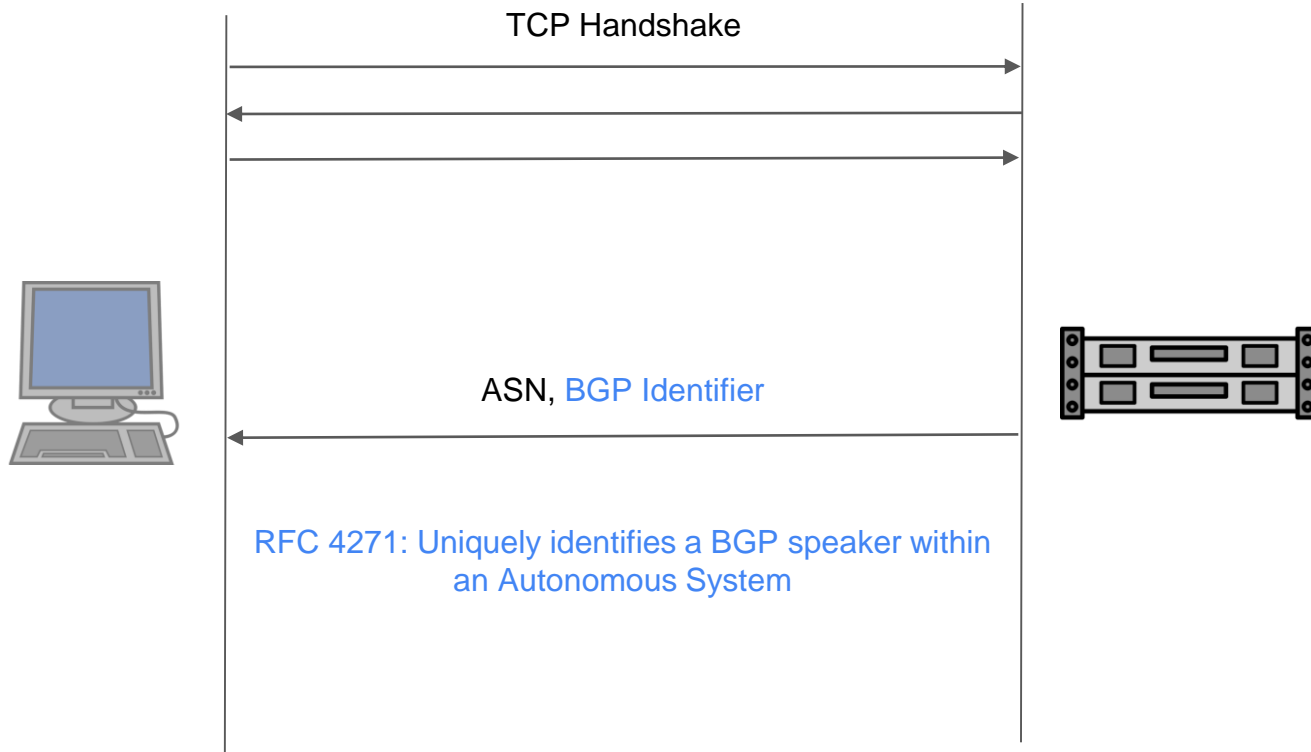 TCP Handshake
ASN, BGP Identifier
RFC 4271: Uniquely identifies a BGP speaker within
an Autonomous System